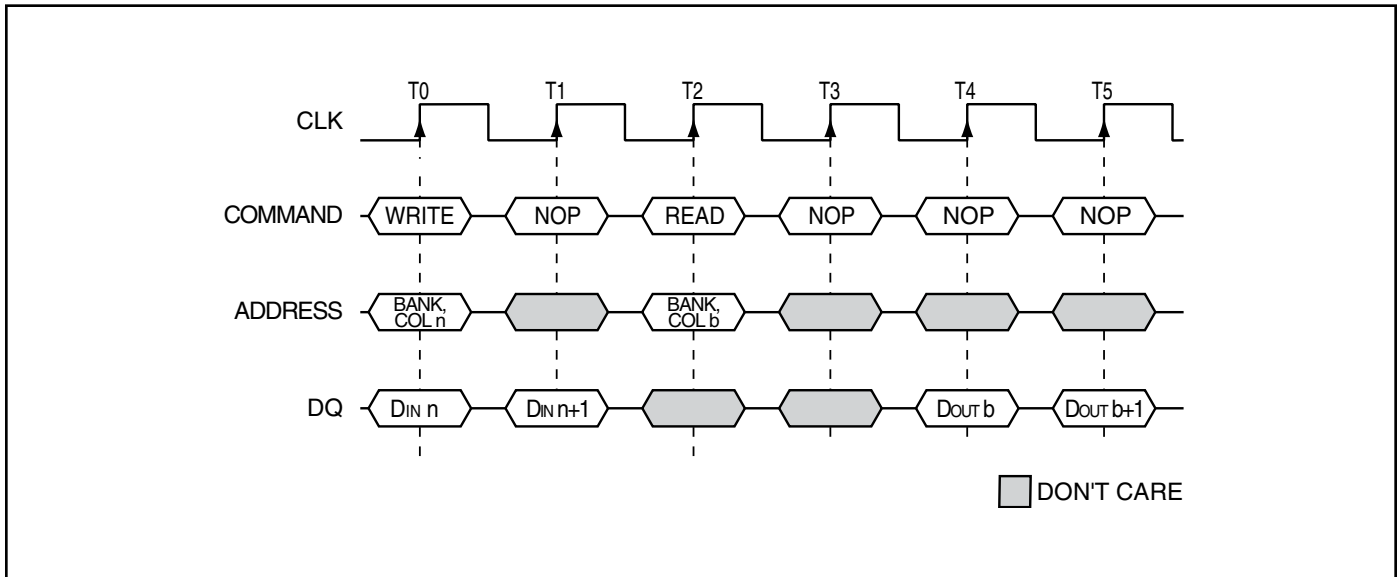 T0 T1 T2 T3 T4 T5
CLK
COMMAND WRITE NOP READ NOP NOP NOP
ADDRESS BANK, COL n BANK, COL b
DQ DIN n DIN n+1 DOUT b DOUT b+1
DON'T CARE